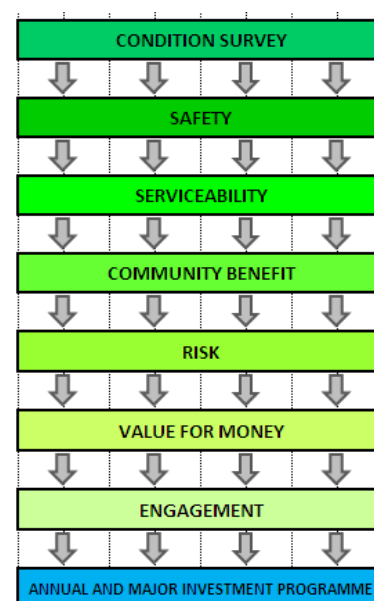 CONDITION SURVEY
SAFETY
SERVICEABILITY
COMMUNITY BENEFIT
RISK
VALUE FOR MONEY
ENGAGEMENT
ANNUAL AND MAJOR INVESTMENT PROGRAMME